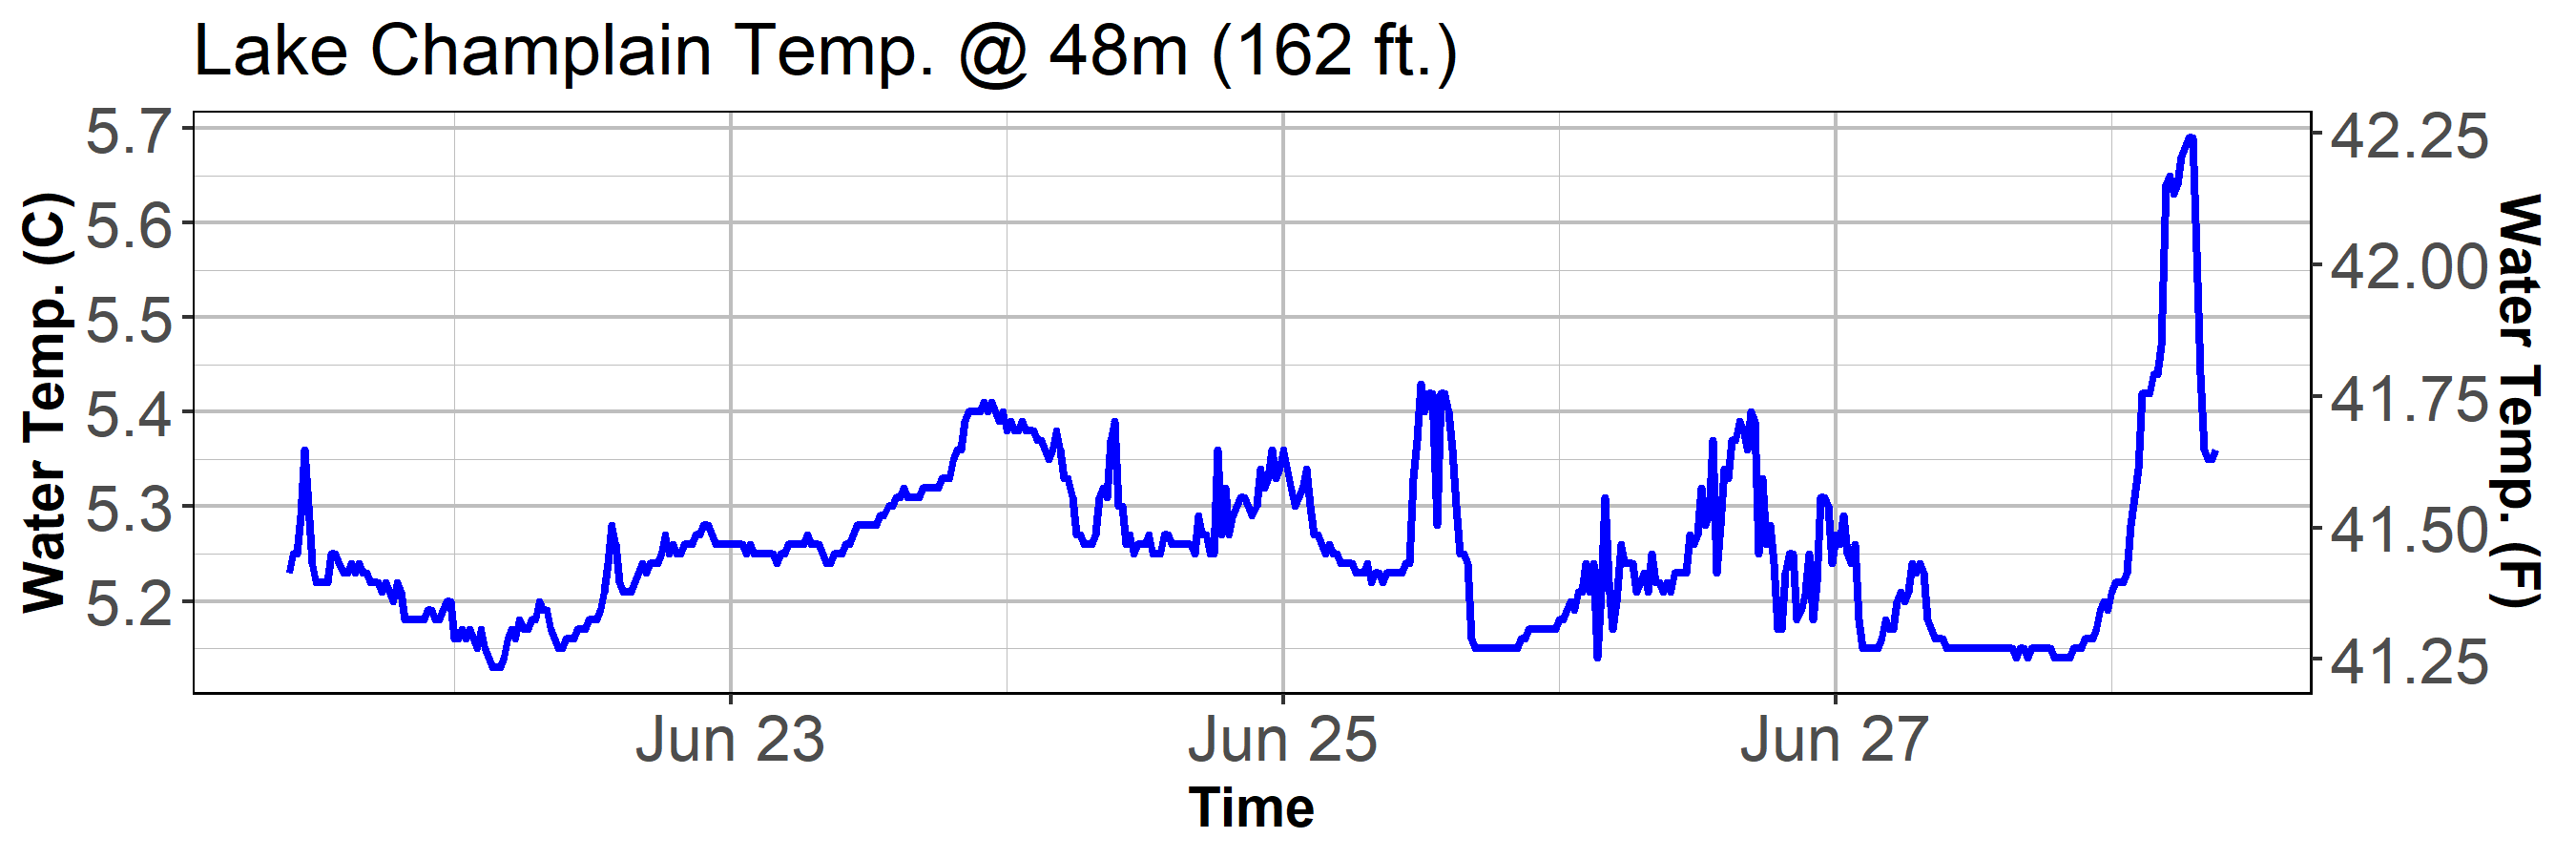 Lake Champlain Temp. @ 48m (162 ft.)
Water Temp. (C)
5.7
5.6
5.5
5.4
5.3
5.2
42.25
42.00
41.75
41.50
41.25
Water Temp. (F)
Jun 23 Jun 25 Jun 27
Time